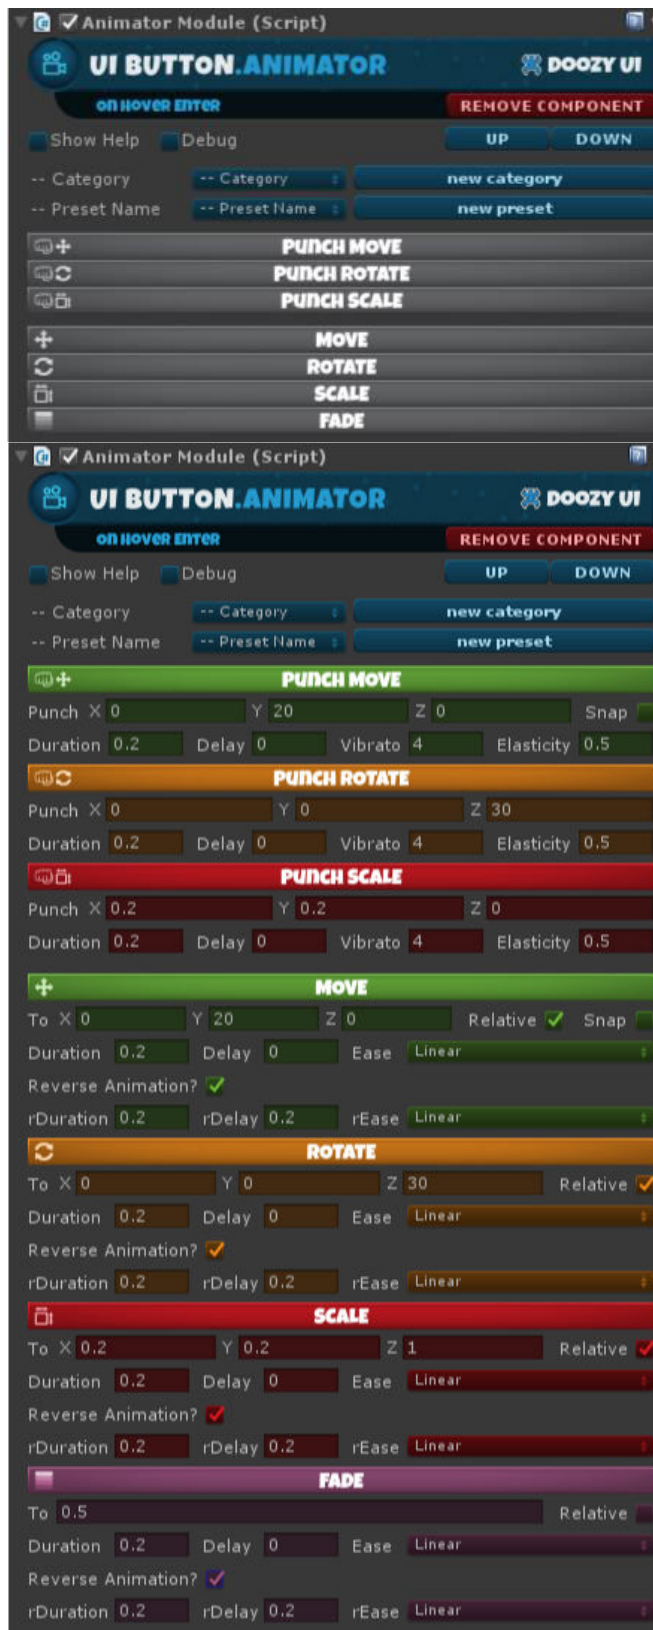 Animator Module (Script)
UI BUTTON.ANIMATOR DOOZY UI
ON HOVER ENTER REMOVE COMPONENT
Show Help Debug UP DOWN
-- Category -- Category new category
-- Preset Name -- Preset Name new preset
PUNCH MOVE
PUNCH ROTATE
PUNCH SCALE
MOVE
ROTATE
SCALE
FADE
Animator Module (Script)
UI BUTTON.ANIMATOR DOOZY UI
ON HOVER ENTER REMOVE COMPONENT
Show Help Debug UP DOWN
-- Category -- Category new category
-- Preset Name -- Preset Name new preset
PUNCH MOVE
Punch X 0 Y 20 Z 0 Snap
Duration 0.2 Delay 0 Vibrato 4 Elasticity 0.5
PUNCH ROTATE
Punch X 0 Y 0 Z 30
Duration 0.2 Delay 0 Vibrato 4 Elasticity 0.5
PUNCH SCALE
Punch X 0.2 Y 0.2 Z 0
Duration 0.2 Delay 0 Vibrato 4 Elasticity 0.5
MOVE
To X 0 Y 20 Z 0 Relative Snap
Duration 0.2 Delay 0 Ease Linear
Reverse Animation?
rDuration 0.2 rDelay 0.2 rEase Linear
ROTATE
To X 0 Y 0 Z 30 Relative
Duration 0.2 Delay 0 Ease Linear
Reverse Animation?
rDuration 0.2 rDelay 0.2 rEase Linear
SCALE
To X 0.2 Y 0.2 Z 1 Relative
Duration 0.2 Delay 0 Ease Linear
Reverse Animation?
rDuration 0.2 rDelay 0.2 rEase Linear
FADE
To 0.5 Relative
Duration 0.2 Delay 0 Ease Linear
Reverse Animation?
rDuration 0.2 rDelay 0.2 rEase Linear